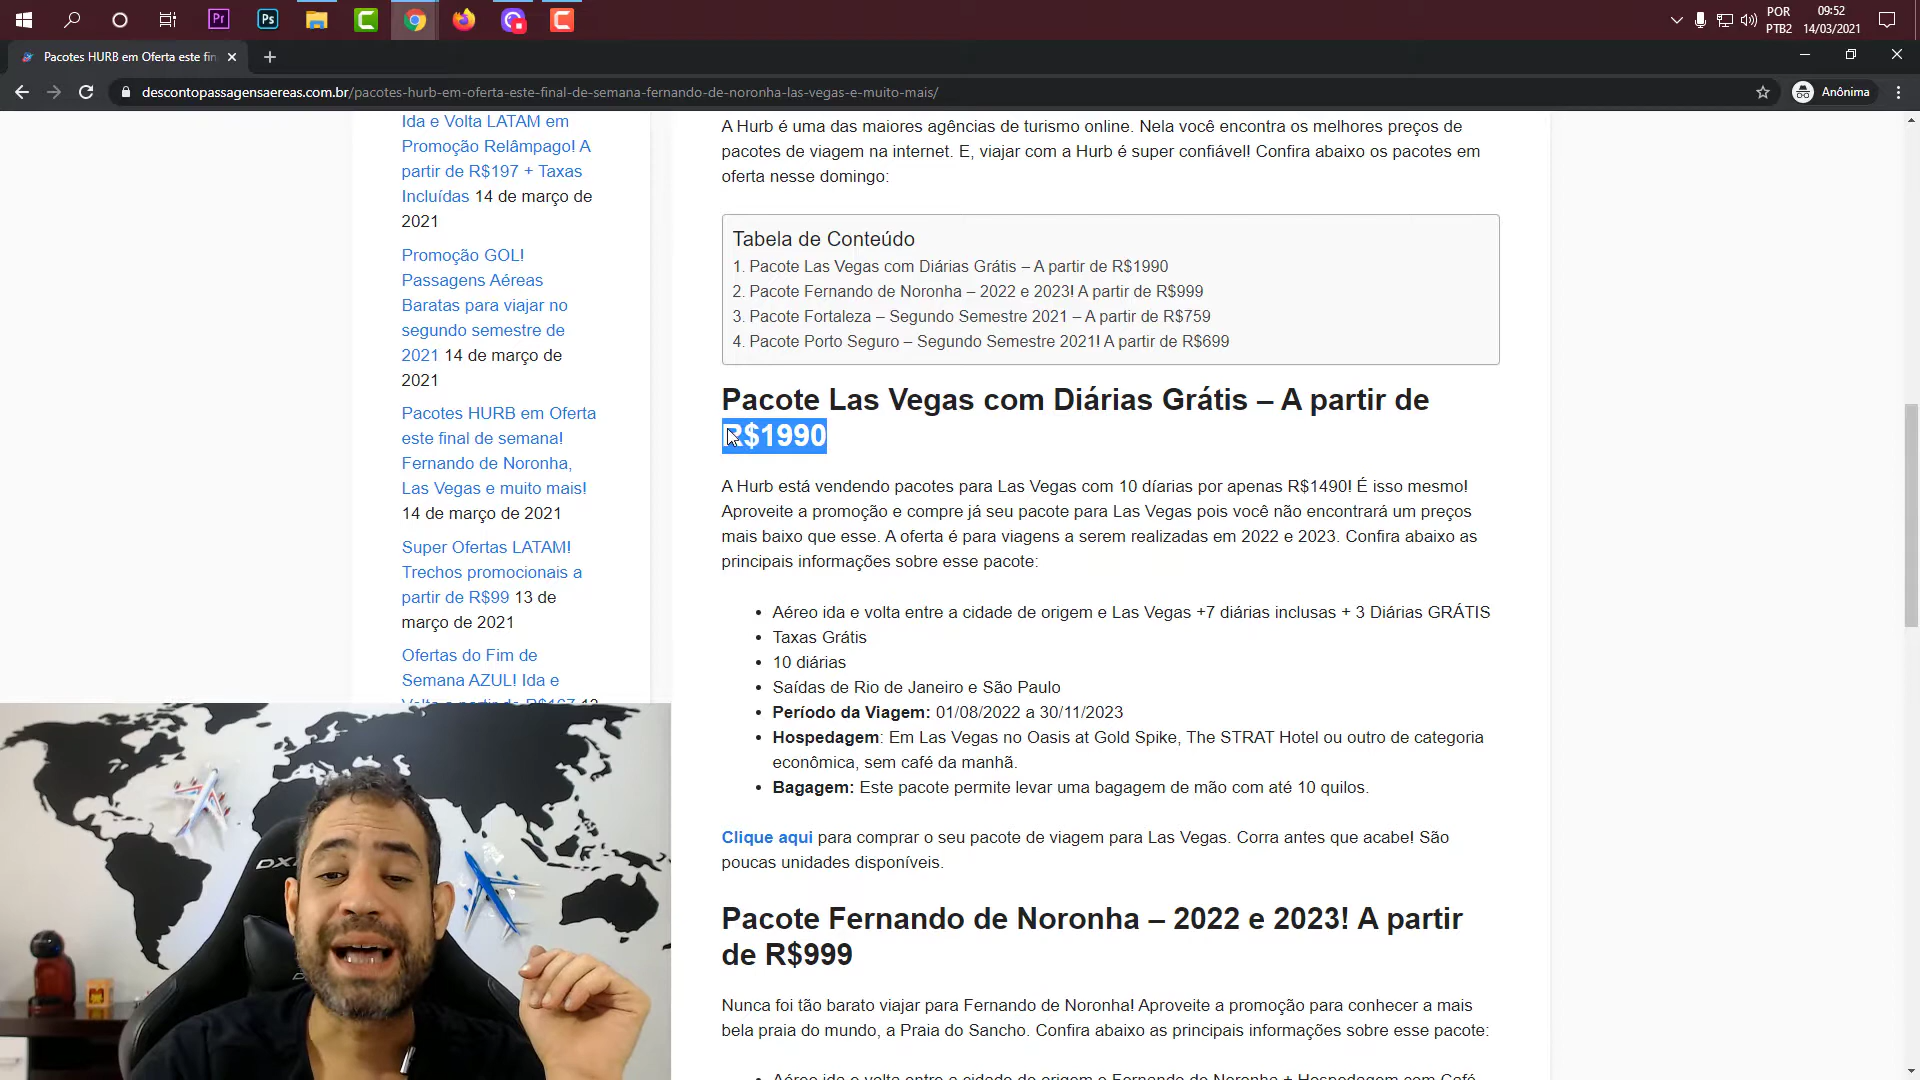 POR
PTB2
09:52
14/03/2021
Pacotes HURB em Oferta este fin
descontopassagensaereas.com.br/pacotes-hurb-em-oferta-este-final-de-semana-fernando-de-noronha-las-vegas-e-muito-mais/
Anônima
Ida e Volta LATAM em
Promoção Relâmpago! A
partir de R$197 + Taxas
Incluídas 14 de março de
2021
Promoção GOL!
Passagens Aéreas
Baratas para viajar no
segundo semestre de
2021 14 de março de
2021
Pacotes HURB em Oferta
este final de semana!
Fernando de Noronha,
Las Vegas e muito mais!
14 de março de 2021
Super Ofertas LATAM!
Trechos promocionais a
partir de R$99 13 de
março de 2021
Ofertas do Fim de
Semana AZUL! Ida e
A Hurb é uma das maiores agências de turismo online. Nela você encontra os melhores preços de
pacotes de viagem na internet. E, viajar com a Hurb é super confiável! Confira abaixo os pacotes em
oferta nesse domingo:
Tabela de Conteúdo
1. Pacote Las Vegas com Diárias Grátis – A partir de R$1990
2. Pacote Fernando de Noronha – 2022 e 2023! A partir de R$999
3. Pacote Fortaleza – Segundo Semestre 2021 – A partir de R$759
4. Pacote Porto Seguro – Segundo Semestre 2021! A partir de R$699
Pacote Las Vegas com Diárias Grátis – A partir de
R$1990
A Hurb está vendendo pacotes para Las Vegas com 10 díarias por apenas R$1490! É isso mesmo!
Aproveite a promoção e compre já seu pacote para Las Vegas pois você não encontrará um preços
mais baixo que esse. A oferta é para viagens a serem realizadas em 2022 e 2023. Confira abaixo as
principais informações sobre esse pacote:
• Aéreo ida e volta entre a cidade de origem e Las Vegas +7 diárias inclusas + 3 Diárias GRÁTIS
• Taxas Grátis
• 10 diárias
• Saídas de Rio de Janeiro e São Paulo
• Período da Viagem: 01/08/2022 a 30/11/2023
• Hospedagem: Em Las Vegas no Oasis at Gold Spike, The STRAT Hotel ou outro de categoria
econômica, sem café da manhã.
• Bagagem: Este pacote permite levar uma bagagem de mão com até 10 quilos.
Clique aqui para comprar o seu pacote de viagem para Las Vegas. Corra antes que acabe! São
poucas unidades disponíveis.
Pacote Fernando de Noronha – 2022 e 2023! A partir
de R$999
Nunca foi tão barato viajar para Fernando de Noronha! Aproveite a promoção para conhecer a mais
bela praia do mundo, a Praia do Sancho. Confira abaixo as principais informações sobre esse pacote: